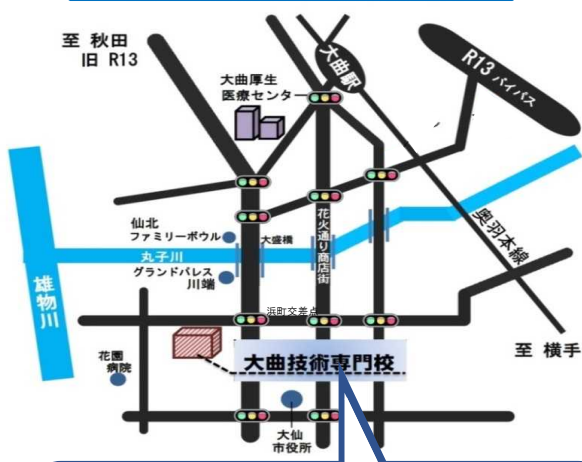 至 秋田
旧 R13
大曲厚生
医療センター
大曲駅
R13 バイパス
仙北
ファミリーボウル
大盛橋
花火通り商店街
奥羽本線
丸子川
グランドパレス
川端
雄物川
浜町交差点
至 横手
大曲技術専門校
花園
病院
大仙
市役所